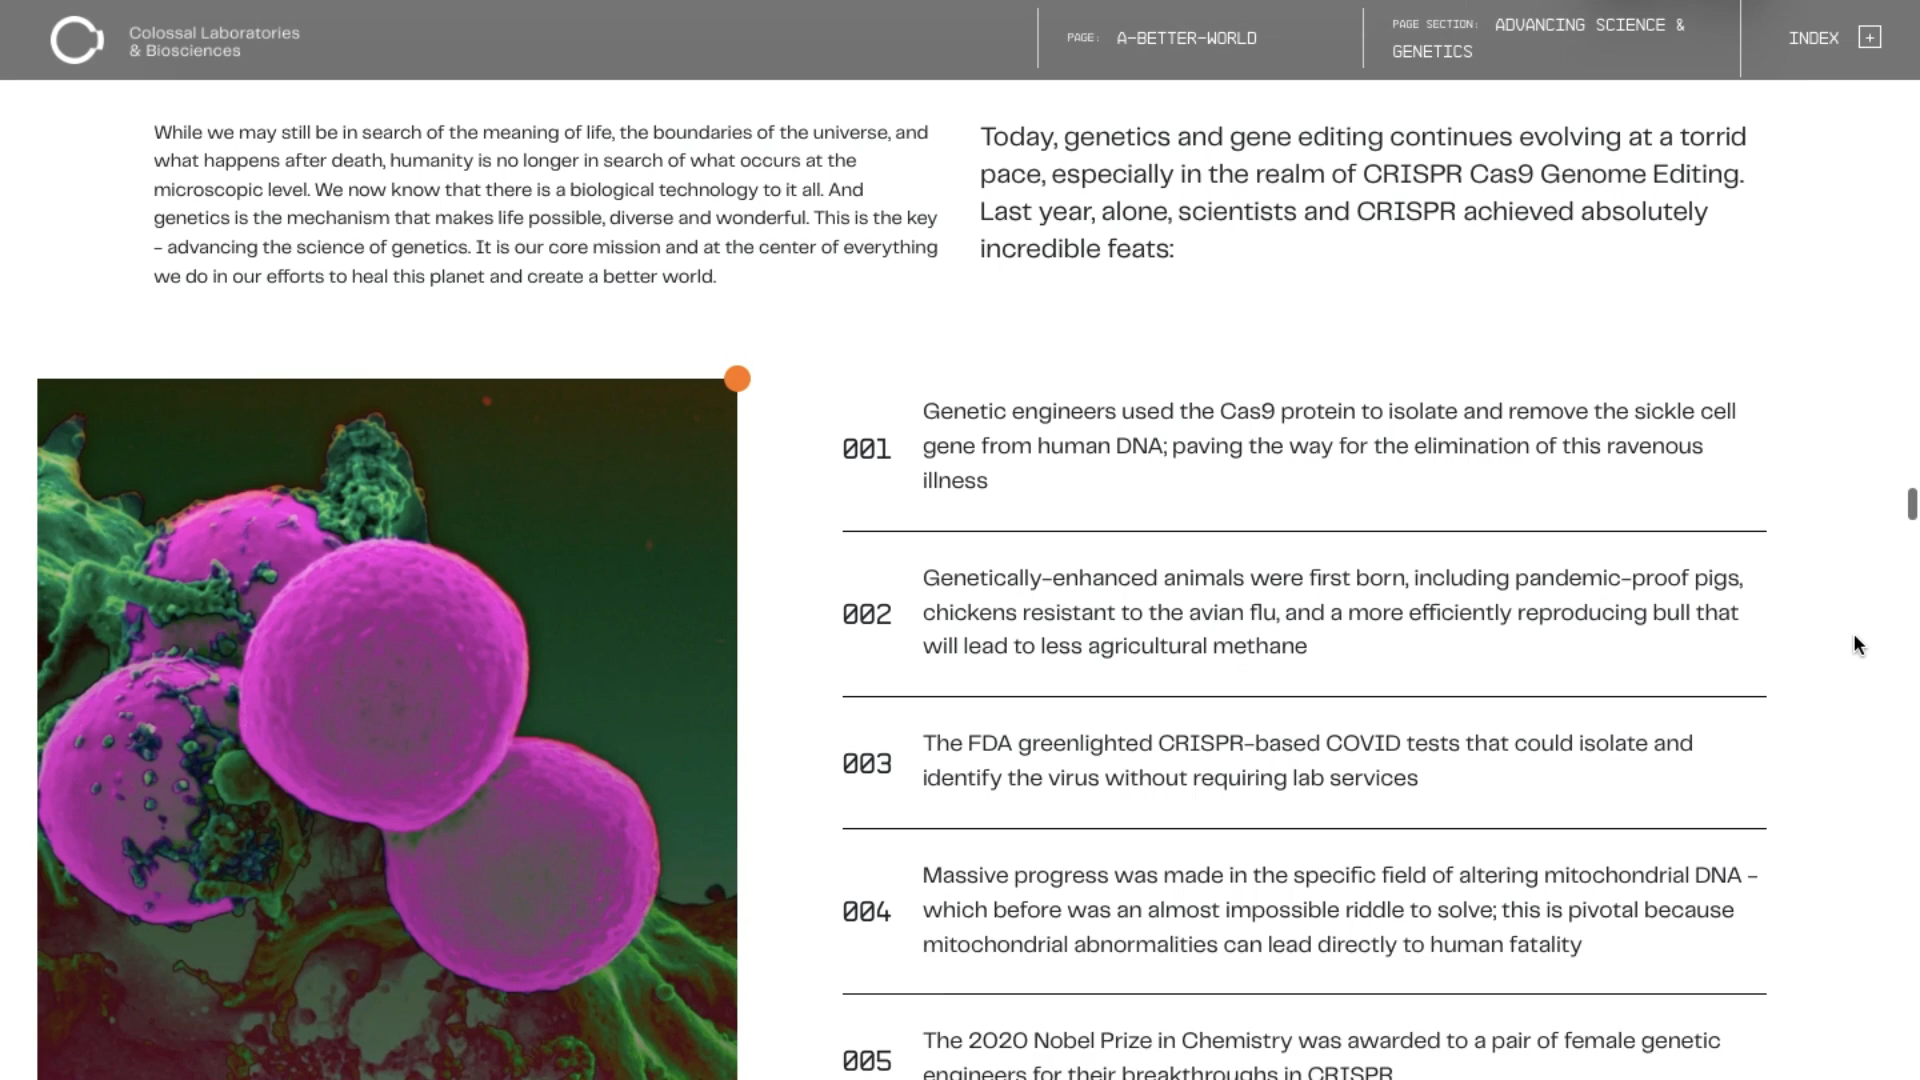 Colossal Laboratories
& Biosciences
PAGE: A-BETTER-WORLD
PAGE SECTION: ADVANCING SCIENCE &
GENETICS
INDEX +
While we may still be in search of the meaning of life, the boundaries of the universe, and
what happens after death, humanity is no longer in search of what occurs at the
microscopic level. We now know that there is a biological technology to it all. And
genetics is the mechanism that makes life possible, diverse and wonderful. This is the key
– advancing the science of genetics. It is our core mission and at the center of everything
we do in our efforts to heal this planet and create a better world.
Today, genetics and gene editing continues evolving at a torrid
pace, especially in the realm of CRISPR Cas9 Genome Editing.
Last year, alone, scientists and CRISPR achieved absolutely
incredible feats:
001
Genetic engineers used the Cas9 protein to isolate and remove the sickle cell
gene from human DNA; paving the way for the elimination of this ravenous
illness
002
Genetically-enhanced animals were first born, including pandemic-proof pigs,
chickens resistant to the avian flu, and a more efficiently reproducing bull that
will lead to less agricultural methane
003
The FDA greenlighted CRISPR-based COVID tests that could isolate and
identify the virus without requiring lab services
004
Massive progress was made in the specific field of altering mitochondrial DNA –
which before was an almost impossible riddle to solve; this is pivotal because
mitochondrial abnormalities can lead directly to human fatality
005
The 2020 Nobel Prize in Chemistry was awarded to a pair of female genetic
engineers for their breakthroughs in CRISPR